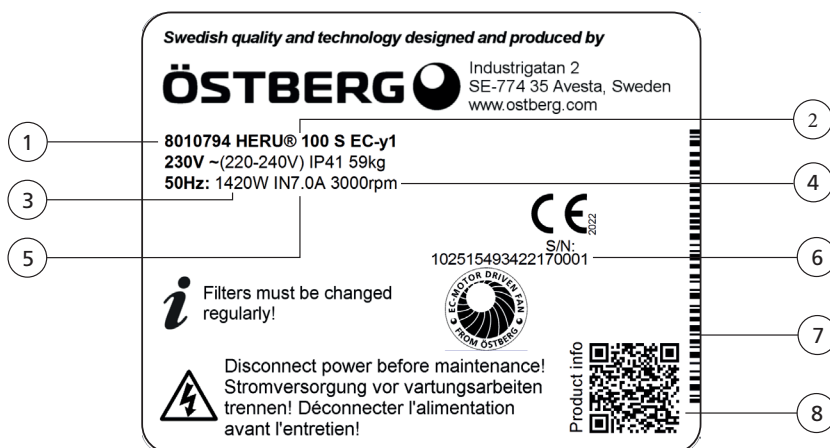 Swedish quality and technology designed and produced by
ÖSTBERG
Industrigatan 2
SE-774 35 Avesta, Sweden
www.ostberg.com
1
8010794 HERU® 100 S EC-y1
2
230V ~(220-240V) IP41 59kg
3
50Hz: 1420W IN7.0A 3000rpm
4
CE
2022
5
S/N:
102515493422170001
6
EC-MOTOR DRIVEN FAN
FROM ÖSTBERG
i
Filters must be changed
regularly!
7
Disconnect power before maintenance!
Stromversorgung vor vartungsarbeiten
trennen! Déconnecter l'alimentation
avant l'entretien!
Product info
8